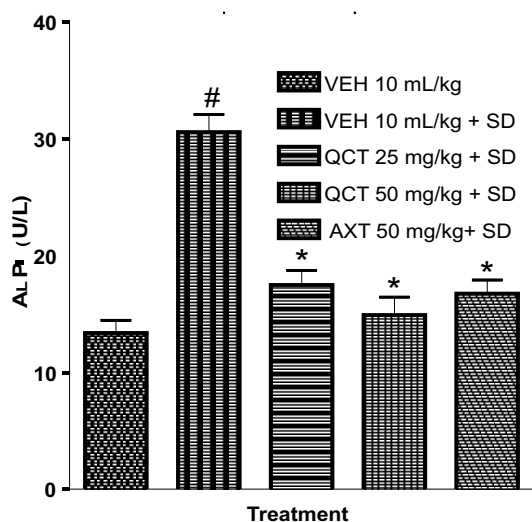 40
30
20
10
0
#
*
*
*
VEH 10 mL/kg
VEH 10 mL/kg + SD
QCT 25 mg/kg + SD
QCT 50 mg/kg + SD
AXT 50 mg/kg+ SD
(U/L)
Treatment